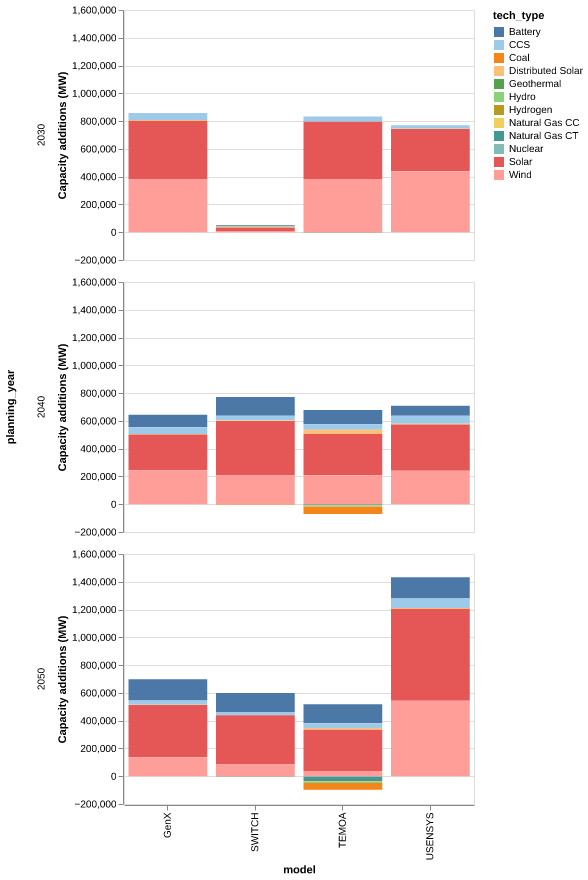 tech_type
Battery
CCS
Coal
Distributed Solar
Geothermal
Hydro
Hydrogen
Natural Gas CC
Natural Gas CT
Nuclear
Solar
Wind
planning_year
2030
Capacity additions (MW)
1,600,000
1,400,000
1,200,000
1,000,000
800,000
600,000
400,000
200,000
0
−200,000
2040
Capacity additions (MW)
1,600,000
1,400,000
1,200,000
1,000,000
800,000
600,000
400,000
200,000
0
−200,000
2050
Capacity additions (MW)
1,600,000
1,400,000
1,200,000
1,000,000
800,000
600,000
400,000
200,000
0
−200,000
GenX
SWITCH
TEMOA
USENSYS
model